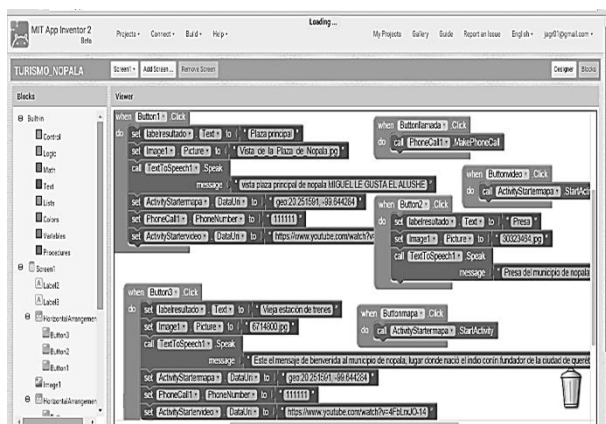 Loading ...
MIT App Inventor 2
Beta
Projects Connect Build Help My Projects Gallery Guide Report an Issue English jagr01@gmail.com
TURISMO_NOPALA Screen1 Add Screen ... Remove Screen Designer Blocks
Blocks Viewer
Built-in
Control
Logic
Math
Text
Lists
Colors
Variables
Procedures
Screen1
Label2
Label3
HorizontalArrangemen
Button3
Button2
Button1
Image1
HorizontalArrangemen
when Button1 .Click
do set labelresultado . Text to " Plaza principal "
set Image1 . Picture to " Vista_de_la_Plaza_de_Nopala.jpg "
call TextToSpeech1 .Speak
message " vista plaza principal de nopala MIGUEL LE GUSTA EL ALUSHE "
set ActivityStartermapa . DataUri to " geo:20.251591,-99.644284 "
set PhoneCall1 . PhoneNumber to " 111111 "
set ActivityStartervideo . DataUri to " https://www.youtube.com/watch?v=
when Buttonllamada .Click
do call PhoneCall1 .MakePhoneCall
when Buttonvideo .Click
do call ActivityStartermapa .StartActi
when Button2 .Click
do set labelresultado . Text to " Presa "
set Image1 . Picture to " 30323484.jpg "
call TextToSpeech1 .Speak
message " Presa del municipio de nopala
when Button3 .Click
do set labelresultado . Text to " Vieja estación de trenes "
set Image1 . Picture to " 6714800.jpg "
call TextToSpeech1 .Speak
message " Este el mensaje de bienvenida al municipio de nopala, lugar donde nació el indio conín fundador de la ciudad de queret
set ActivityStartermapa . DataUri to " geo:20.251591,-99.644284 "
set PhoneCall1 . PhoneNumber to " 111111 "
set ActivityStartervideo . DataUri to " https://www.youtube.com/watch?v=4FbLnUO-14 "
when Buttonmapa .Click
do call ActivityStartermapa .StartActivity